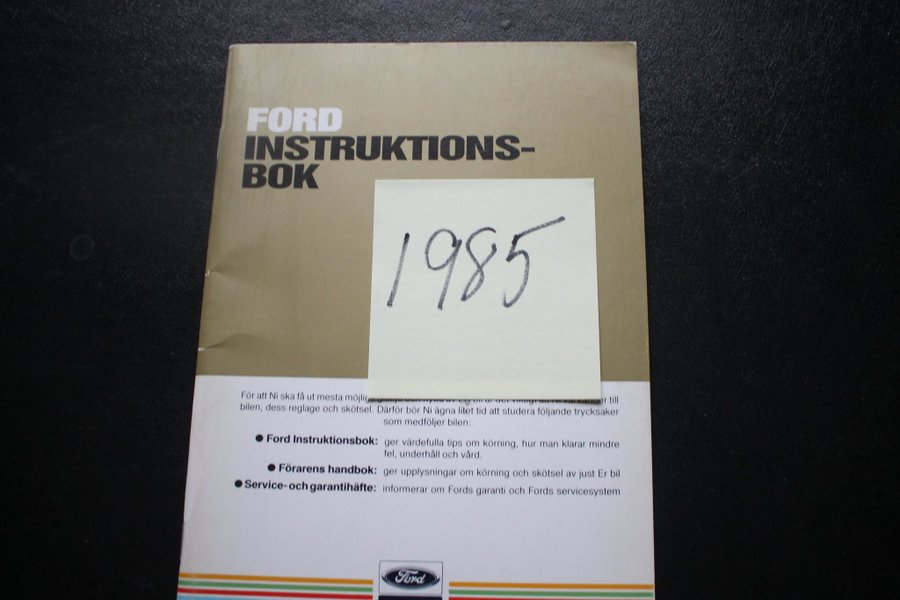 FORD
INSTRUKTIONS-
BOK
1985
För att Ni ska få ut mesta möjlig till
bilen, dess reglage och skötsel. Därför bör Ni ägna litet tid att studera följande trycksaker
som medföljer bilen:
● Ford Instruktionsbok: ger värdefulla tips om körning, hur man klarar mindre
fel, underhåll och vård.
● Förarens handbok: ger upplysningar om körning och skötsel av just Er bil
● Service- och garantihäfte: informerar om Fords garanti och Fords servicesystem
Ford